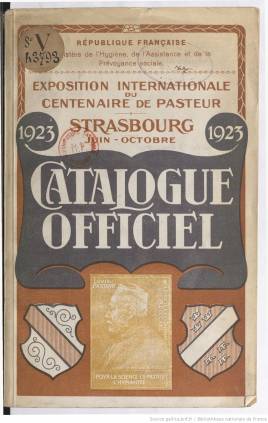 8° V
43793
RÉPUBLIQUE FRANÇAISE
Ministère de l'Hygiène, de l'Assistance et de la
Prévoyance sociale.
EXPOSITION INTERNATIONALE
DU
CENTENAIRE DE PASTEUR
1923
STRASBOURG
1923
JUIN - OCTOBRE
CATALOGUE
OFFICIEL
POUR LA SCIENCE LA PATRIE
L'HUMANITÉ
Source gallica.bnf.fr / Bibliothèque nationale de France